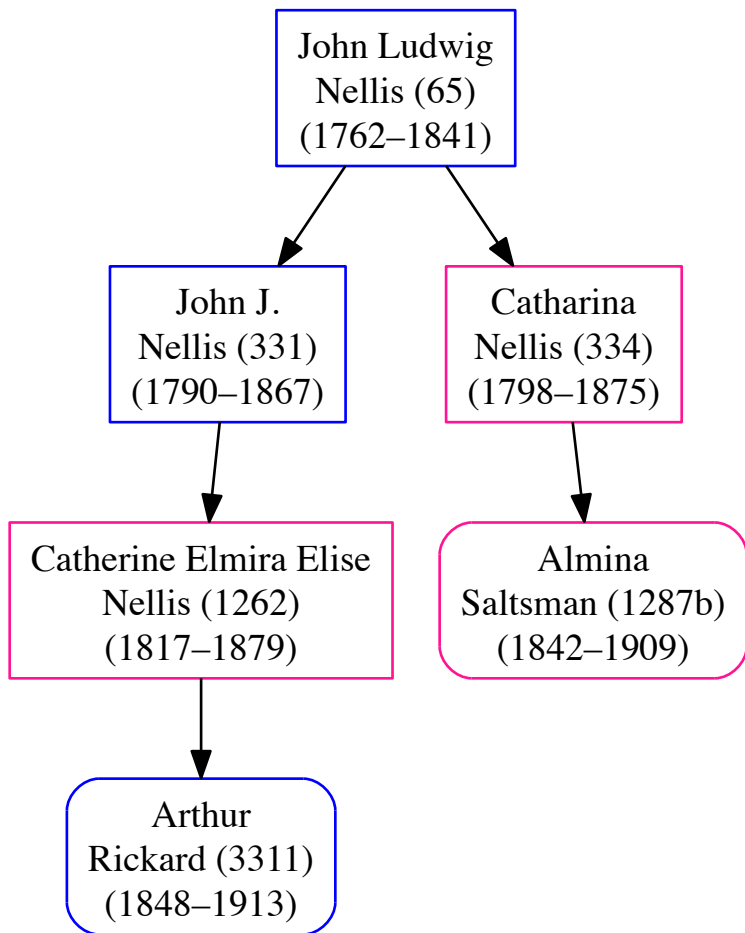 John Ludwig
Nellis (65)
(1762–1841)
John J.
Nellis (331)
(1790–1867)
Catharina
Nellis (334)
(1798–1875)
Catherine Elmira Elise
Nellis (1262)
(1817–1879)
Almina
Saltsman (1287b)
(1842–1909)
Arthur
Rickard (3311)
(1848–1913)